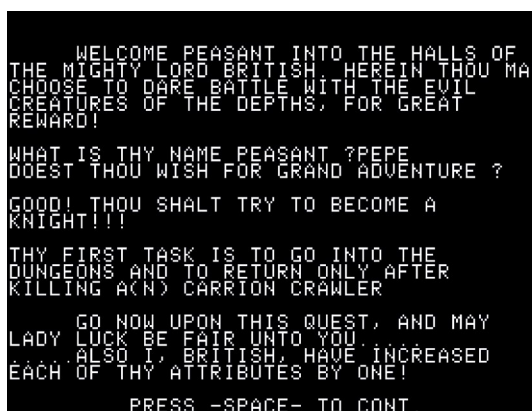 WELCOME PEASANT INTO THE HALLS OF
THE MIGHTY LORD BRITISH. HEREIN THOU MA
CHOOSE TO DARE BATTLE WITH THE EVIL
CREATURES OF THE DEPTHS, FOR GREAT
REWARD!
WHAT IS THY NAME PEASANT ?PEPE
DOEST THOU WISH FOR GRAND ADVENTURE ?
GOOD! THOU SHALT TRY TO BECOME A
KNIGHT!!!
THY FIRST TASK IS TO GO INTO THE
DUNGEONS AND TO RETURN ONLY AFTER
KILLING A(N) CARRION CRAWLER
GO NOW UPON THIS QUEST, AND MAY
LADY LUCK BE FAIR UNTO YOU.....
.....ALSO I, BRITISH, HAVE INCREASED
EACH OF THY ATTRIBUTES BY ONE!
PRESS -SPACE- TO CONT